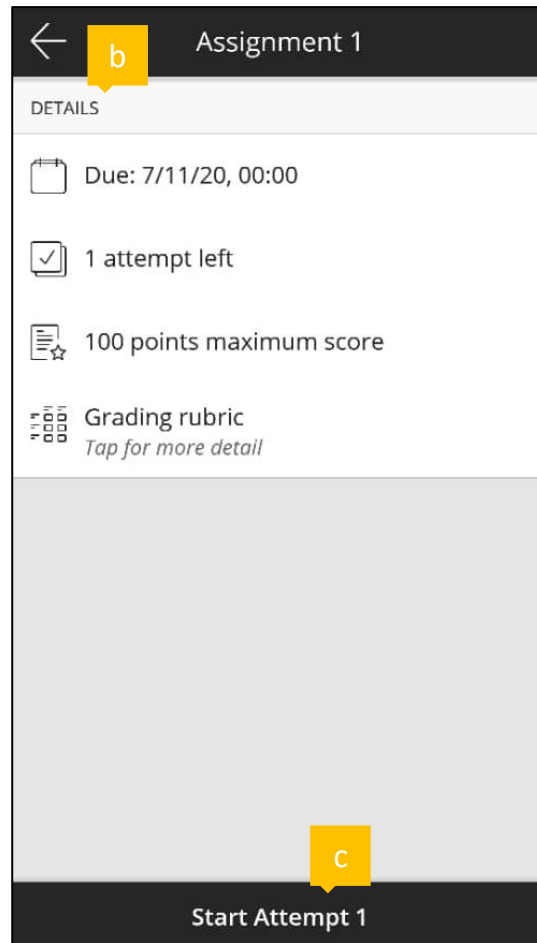 Assignment 1
b
DETAILS
Due: 7/11/20, 00:00
1 attempt left
100 points maximum score
Grading rubric
Tap for more detail
c
Start Attempt 1